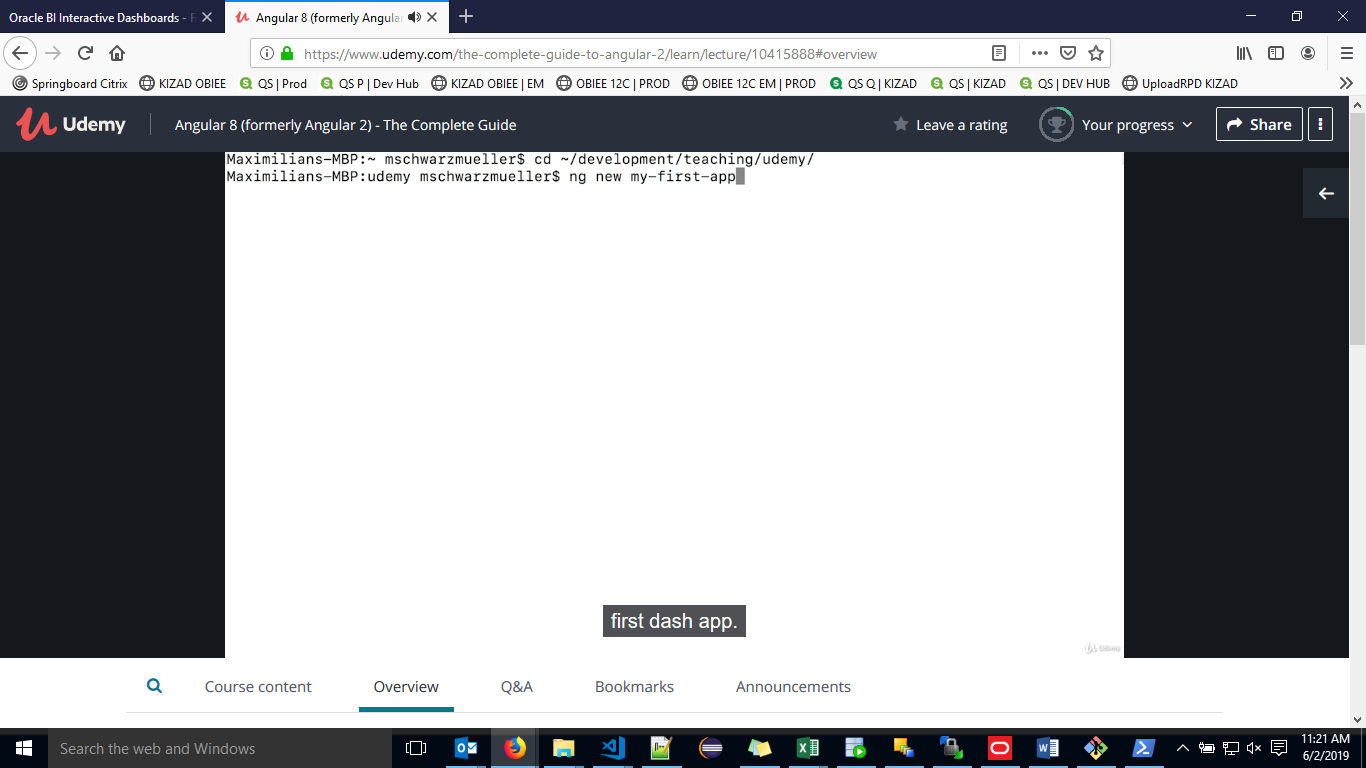 Oracle BI Interactive Dashboards -
Angular 8 (formerly Angular
https://www.udemy.com/the-complete-guide-to-angular-2/learn/lecture/10415888#overview
Springboard Citrix
KIZAD OBIEE
QS | Prod
QS P | Dev Hub
KIZAD OBIEE | EM
OBIEE 12C | PROD
OBIEE 12C EM | PROD
QS Q | KIZAD
QS | KIZAD
QS | DEV HUB
UploadRPD KIZAD
Udemy
Angular 8 (formerly Angular 2) - The Complete Guide
Leave a rating
Your progress
Share
Maximilians-MBP:~ mschwarzmueller$ cd ~/development/teaching/udemy/
Maximilians-MBP:udemy mschwarzmueller$ ng new my-first-app
first dash app.
Udemy
Course content
Overview
Q&A
Bookmarks
Announcements
Search the web and Windows
11:21 AM
6/2/2019